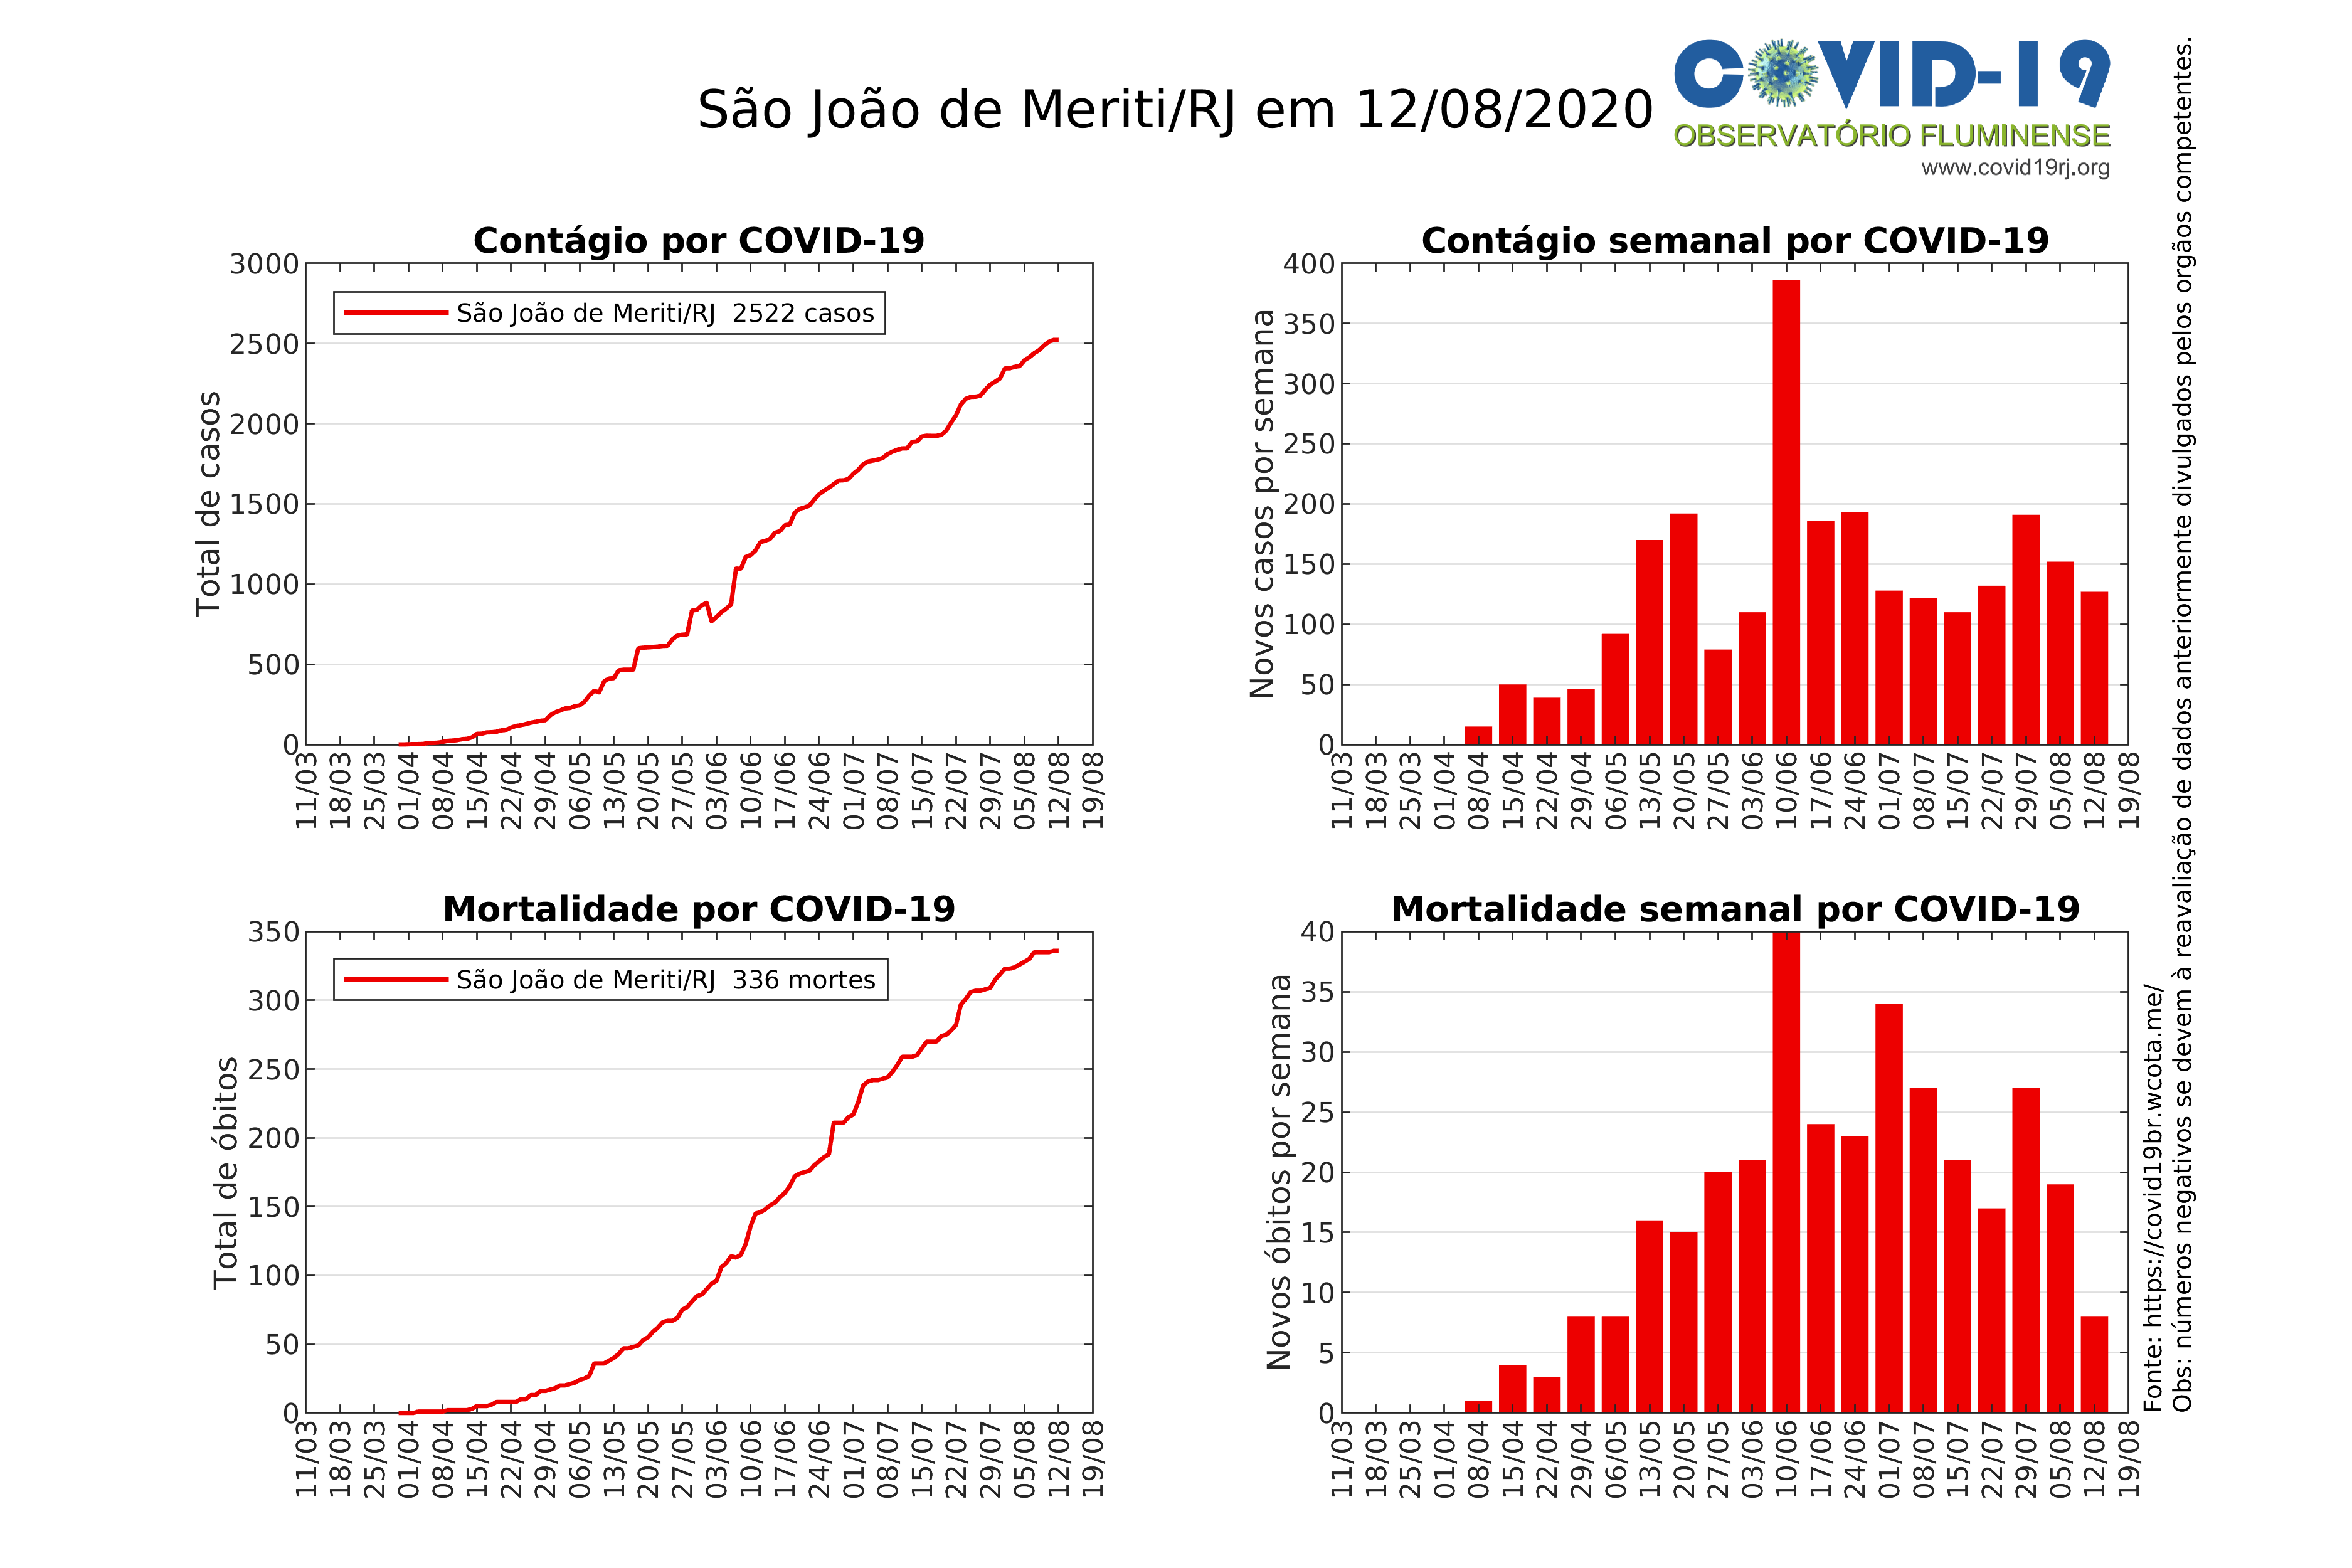 São João de Meriti/RJ em 12/08/2020
COVID-19
OBSERVATÓRIO FLUMINENSE
www.covid19rj.org
Contágio por COVID-19
Total de casos
3000
2500
2000
1500
1000
500
0
São João de Meriti/RJ 2522 casos
11/03 18/03 25/03 01/04 08/04 15/04 22/04 29/04 06/05 13/05 20/05 27/05 03/06 10/06 17/06 24/06 01/07 08/07 15/07 22/07 29/07 05/08 12/08 19/08
Contágio semanal por COVID-19
Novos casos por semana
400
350
300
250
200
150
100
50
0
11/03 18/03 25/03 01/04 08/04 15/04 22/04 29/04 06/05 13/05 20/05 27/05 03/06 10/06 17/06 24/06 01/07 08/07 15/07 22/07 29/07 05/08 12/08 19/08
Mortalidade por COVID-19
Total de óbitos
350
300
250
200
150
100
50
0
São João de Meriti/RJ 336 mortes
11/03 18/03 25/03 01/04 08/04 15/04 22/04 29/04 06/05 13/05 20/05 27/05 03/06 10/06 17/06 24/06 01/07 08/07 15/07 22/07 29/07 05/08 12/08 19/08
Mortalidade semanal por COVID-19
Novos óbitos por semana
40
35
30
25
20
15
10
5
0
11/03 18/03 25/03 01/04 08/04 15/04 22/04 29/04 06/05 13/05 20/05 27/05 03/06 10/06 17/06 24/06 01/07 08/07 15/07 22/07 29/07 05/08 12/08 19/08
Fonte: https://covid19br.wcota.me/
Obs: números negativos se devem à reavaliação de dados anteriormente divulgados pelos orgãos competentes.